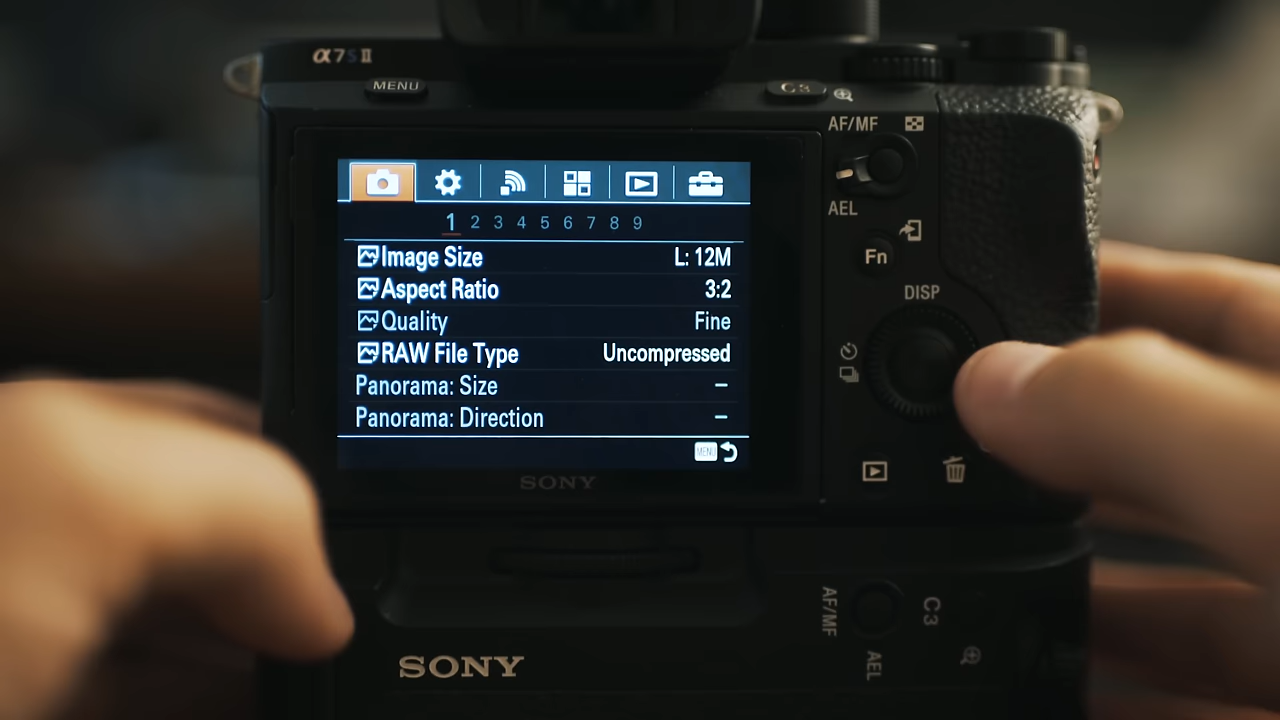 α7SII
MENU
C3
AF/MF
AEL
Fn
DISP
1 2 3 4 5 6 7 8 9
Image Size L: 12M
Aspect Ratio 3:2
Quality Fine
RAW File Type Uncompressed
Panorama: Size –
Panorama: Direction –
MENU
SONY
AF/MF
C3
AEL
SONY